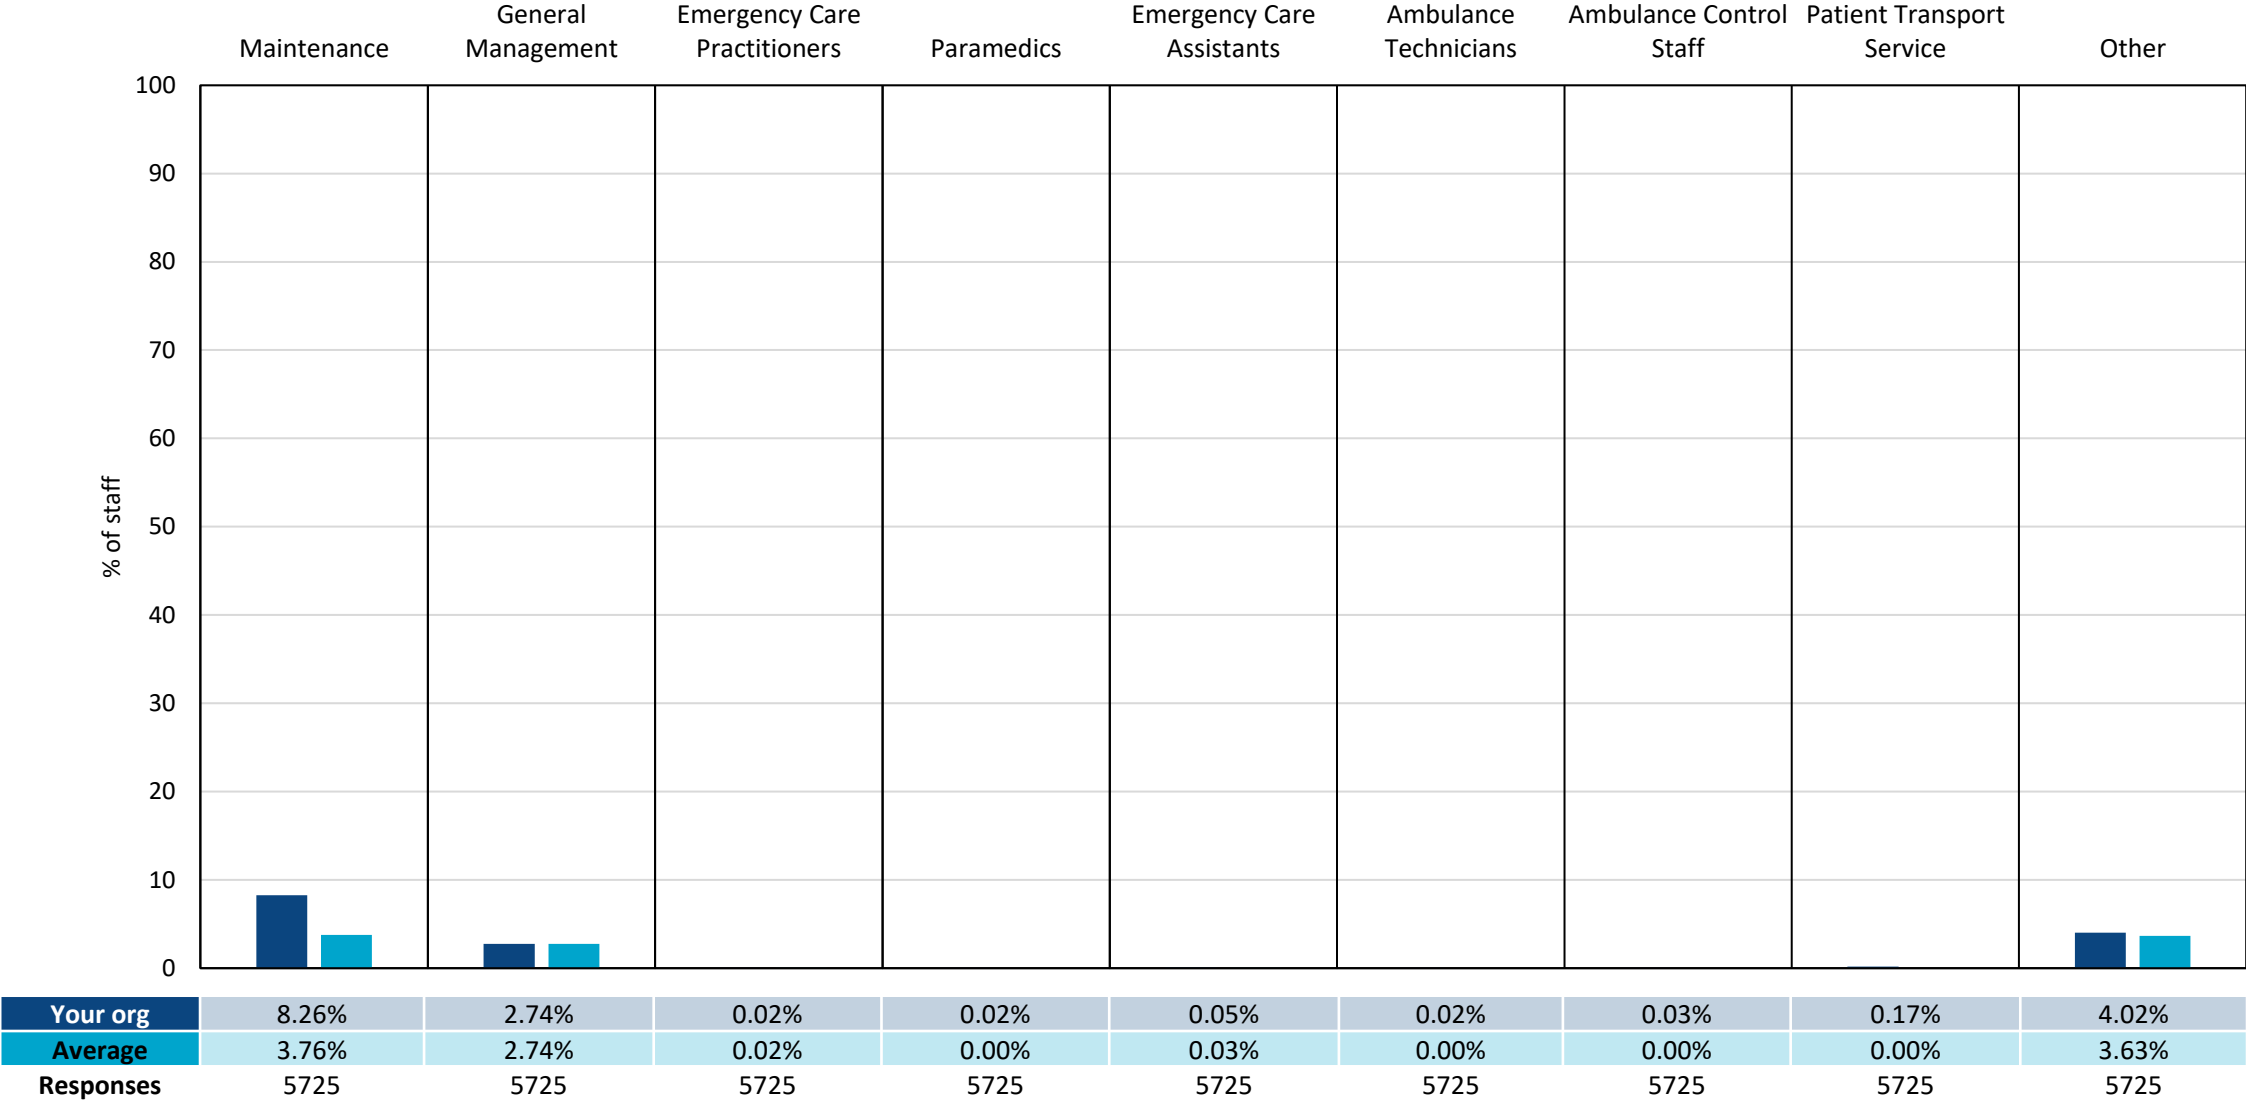 Maintenance
General
Management
Emergency Care
Practitioners
Paramedics
Emergency Care
Assistants
Ambulance
Technicians
Ambulance Control
Staff
Patient Transport
Service
Other
% of staff
100
90
80
70
60
50
40
30
20
10
0
Your org 8.26% 2.74% 0.02% 0.02% 0.05% 0.02% 0.03% 0.17% 4.02%
Average 3.76% 2.74% 0.02% 0.00% 0.03% 0.00% 0.00% 0.00% 3.63%
Responses 5725 5725 5725 5725 5725 5725 5725 5725 5725